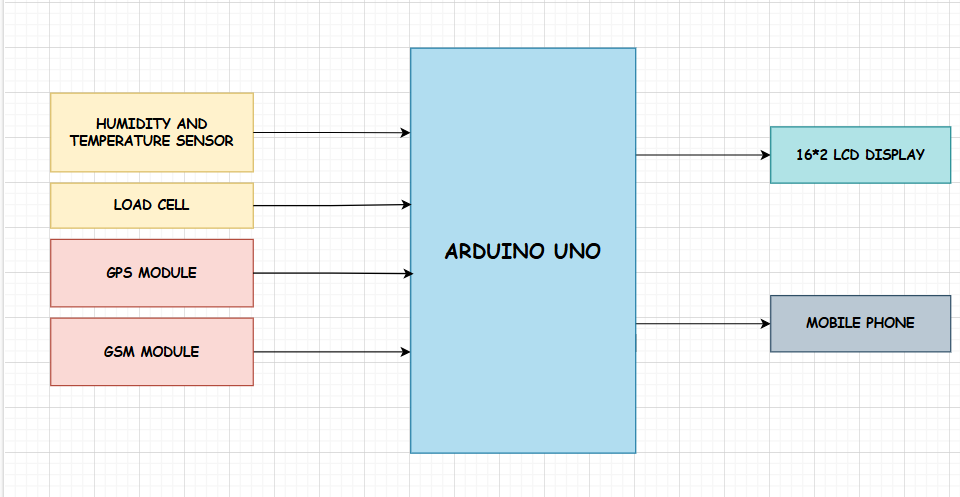 HUMIDITY AND
TEMPERATURE SENSOR
LOAD CELL
GPS MODULE
GSM MODULE
ARDUINO UNO
16*2 LCD DISPLAY
MOBILE PHONE